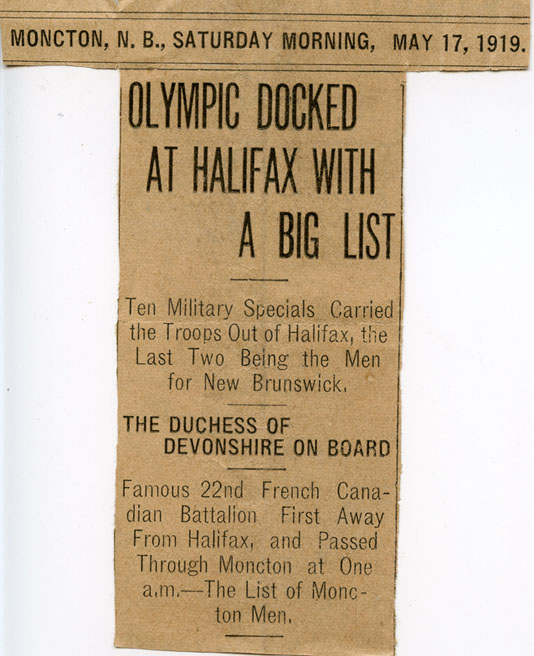 MONCTON, N. B., SATURDAY MORNING, MAY 17, 1919.
OLYMPIC DOCKED
AT HALIFAX WITH
A BIG LIST
Ten Military Specials Carried
the Troops Out of Halifax, the
Last Two Being the Men
for New Brunswick.
THE DUCHESS OF
DEVONSHIRE ON BOARD
Famous 22nd French Cana-
dian Battalion First Away
From Halifax, and Passed
Through Moncton at One
a.m.—The List of Monc-
ton Men.